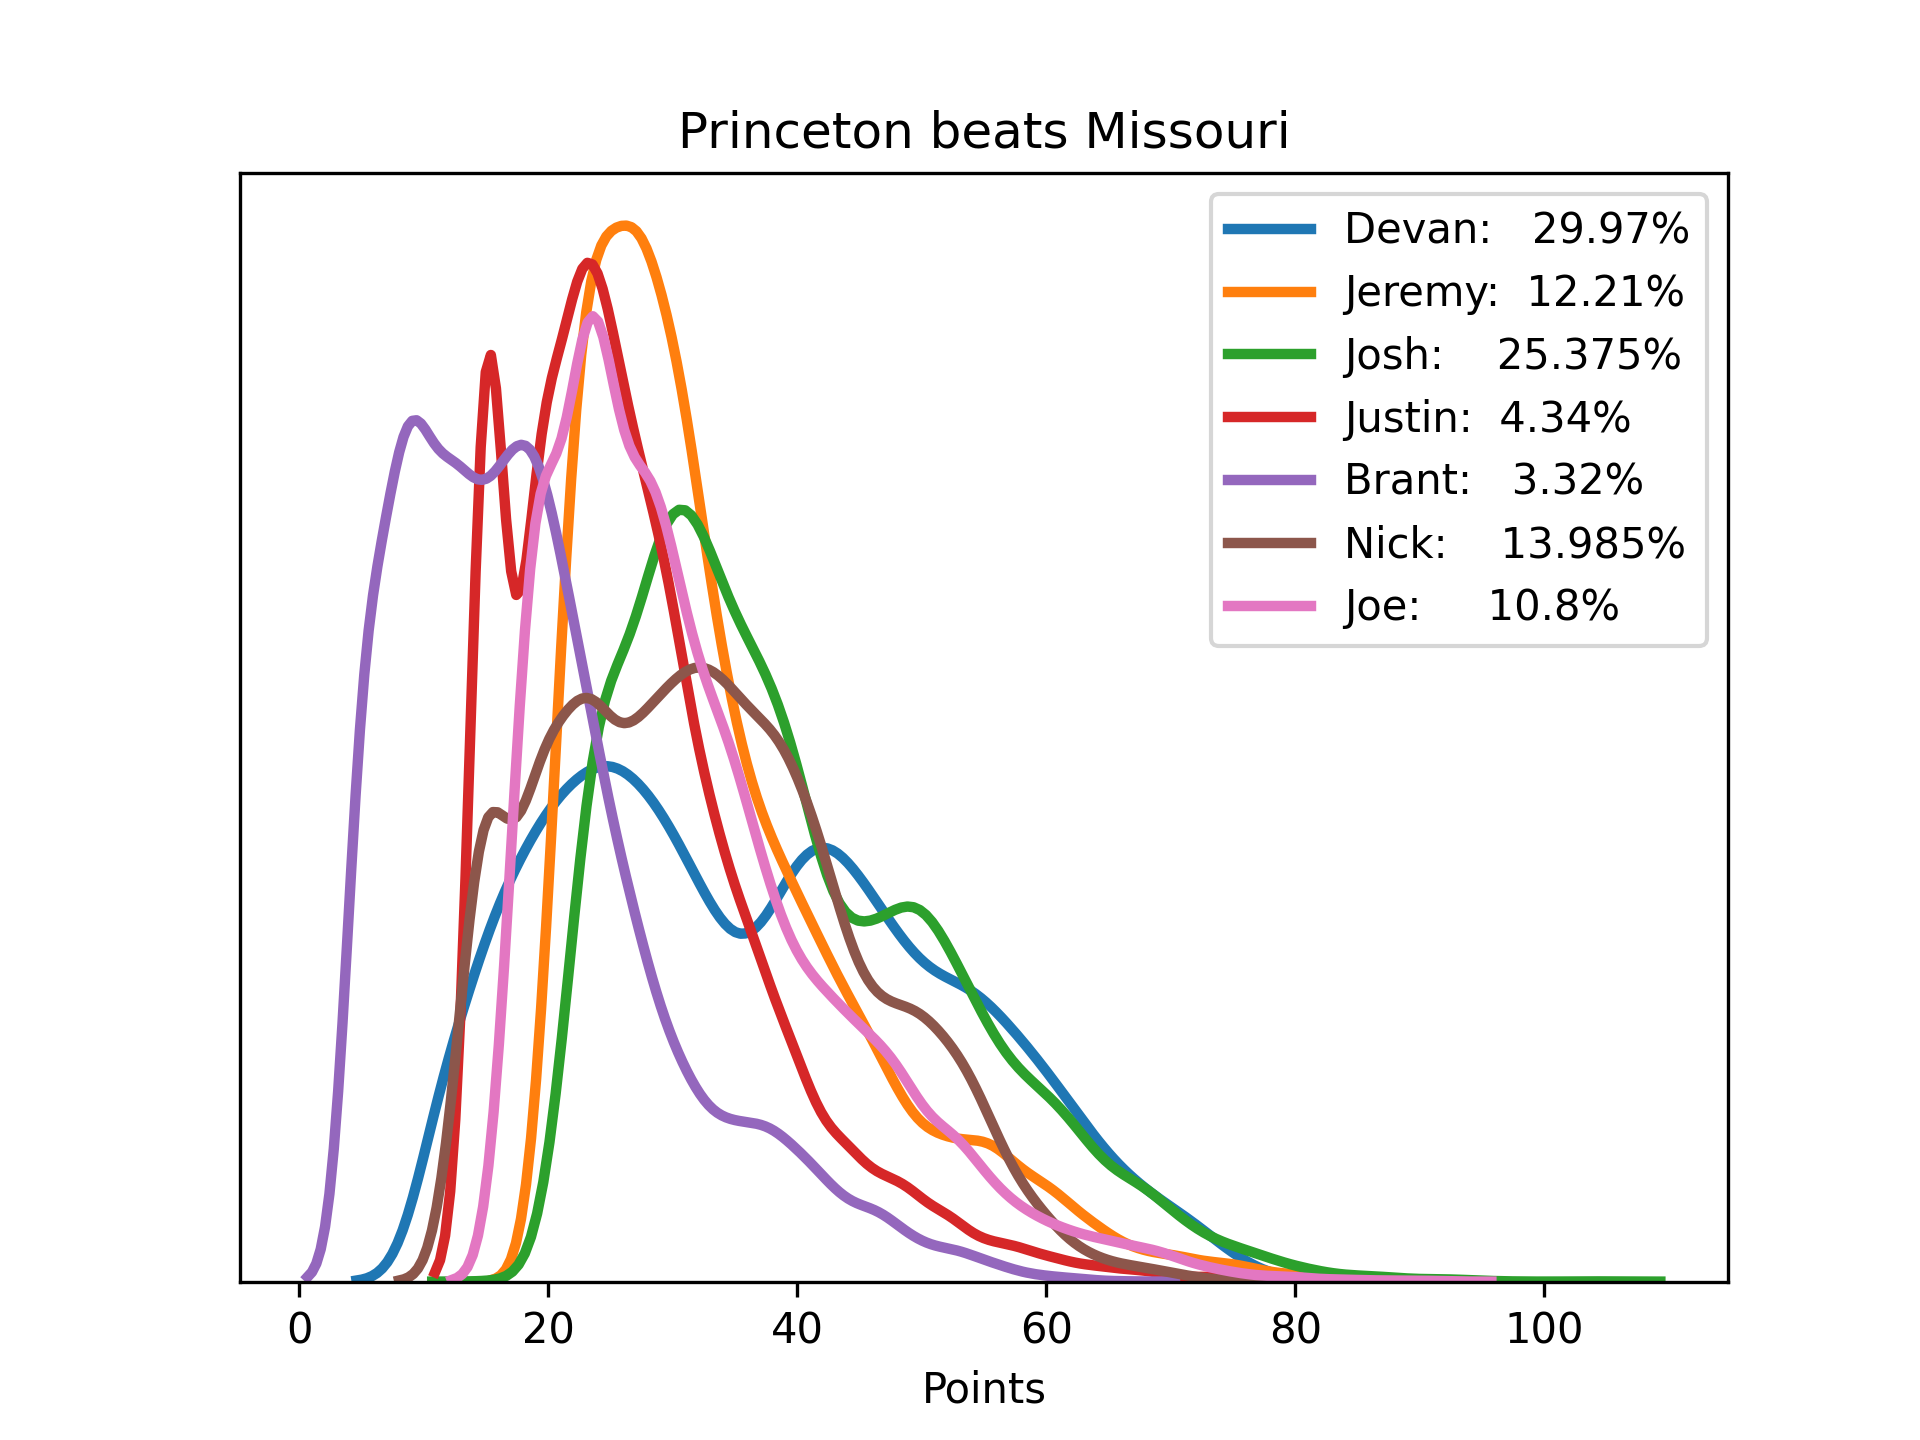 Princeton beats Missouri
Devan: 29.97%
Jeremy: 12.21%
Josh: 25.375%
Justin: 4.34%
Brant: 3.32%
Nick: 13.985%
Joe: 10.8%
0 20 40 60 80 100
Points